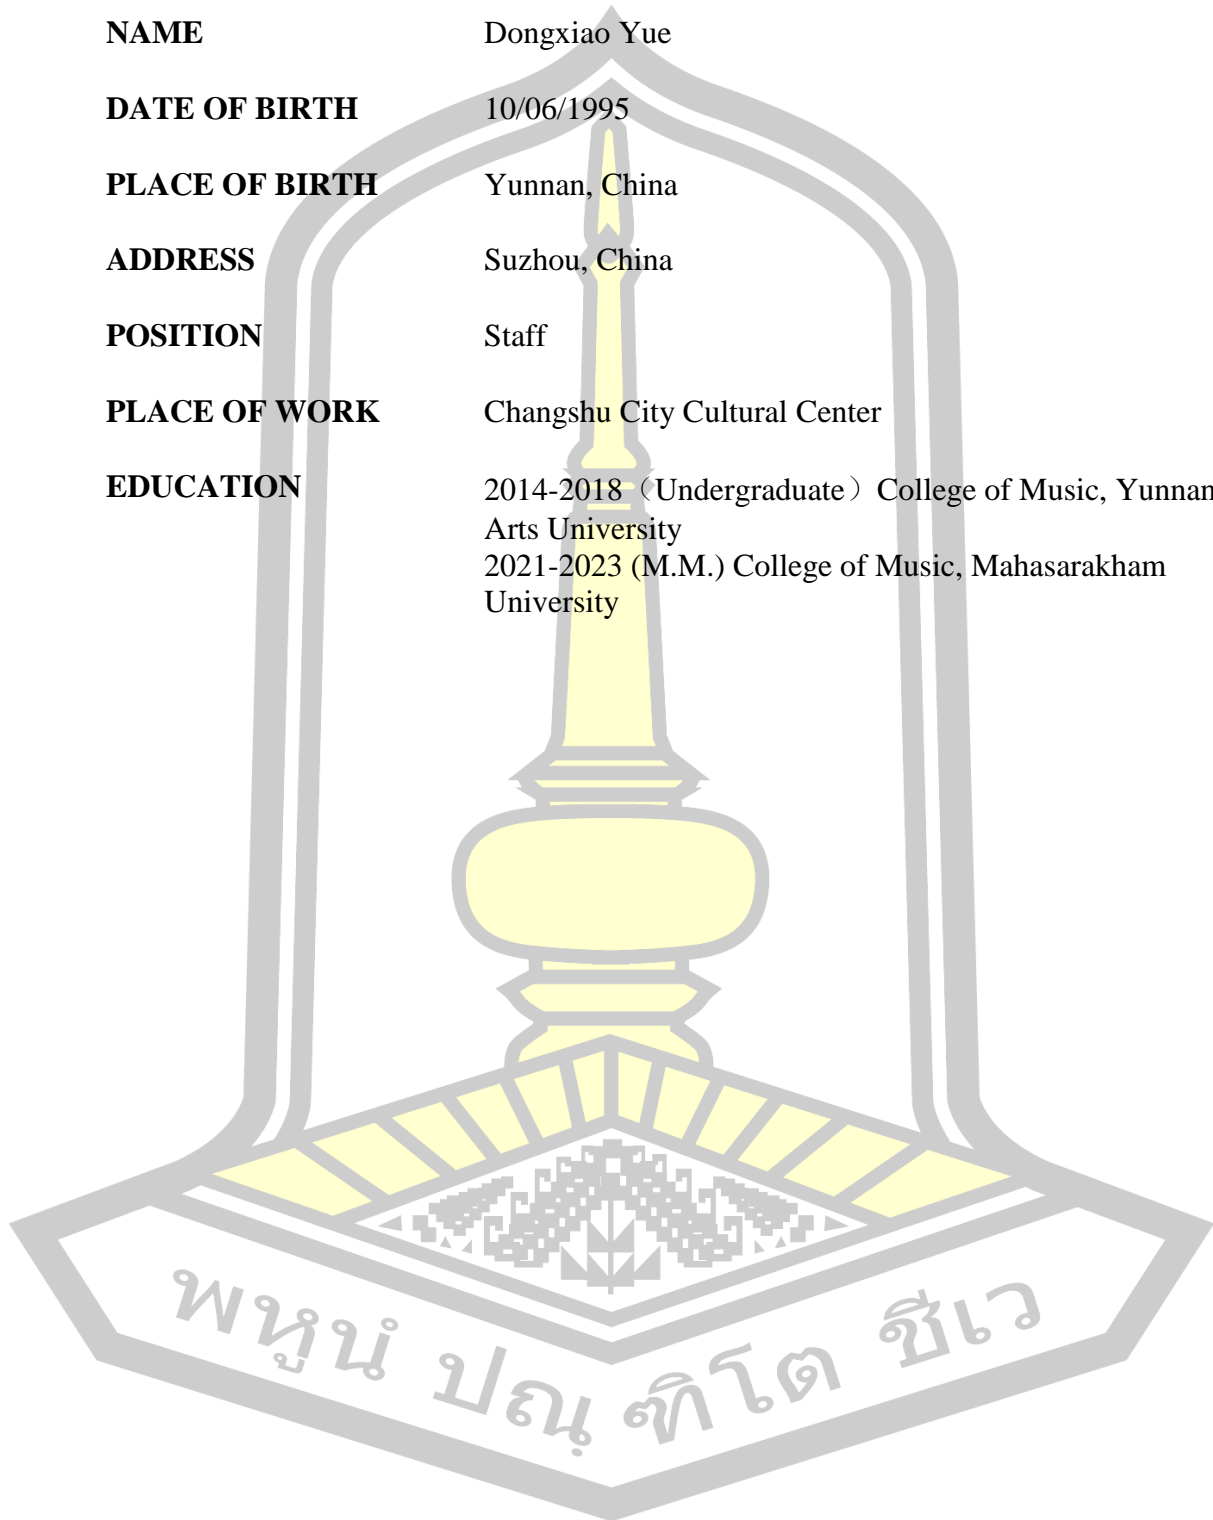 NAME Dongxiao Yue
DATE OF BIRTH 10/06/1995
PLACE OF BIRTH Yunnan, China
ADDRESS Suzhou, China
POSITION Staff
PLACE OF WORK Changshu City Cultural Center
EDUCATION 2014-2018（Undergraduate）College of Music, Yunnan
Arts University
2021-2023 (M.M.) College of Music, Mahasarakham
University
พหูนํ ปณฺฑิโต ชีเว